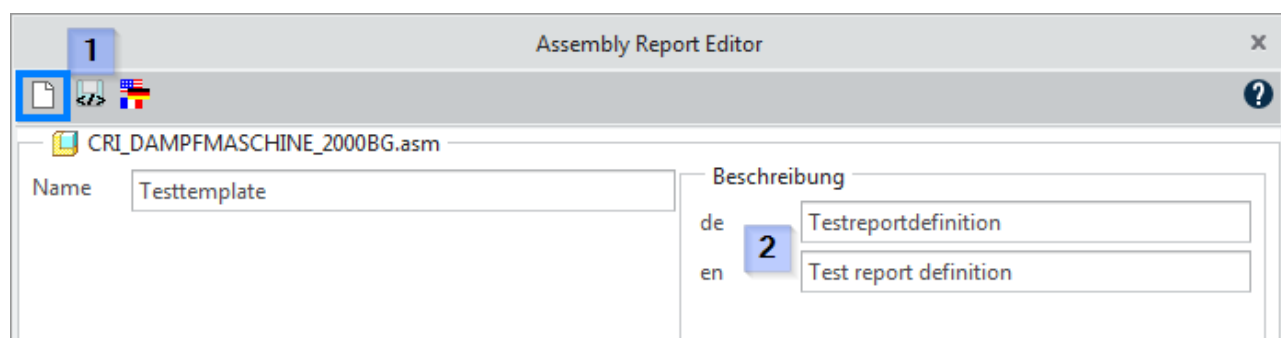 1
Assembly Report Editor
</>
?
CRI_DAMPFMASCHINE_2000BG.asm
Name Testtemplate
Beschreibung
de Testreportdefinition
2
en Test report definition